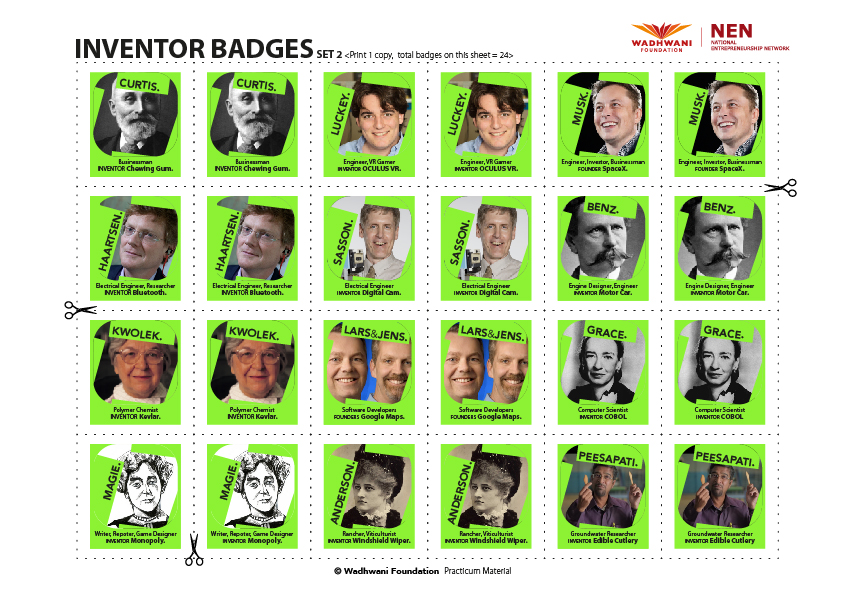 INVENTOR BADGES SET 2 <Print 1 copy, total badges on this sheet = 24>
WADHWANI
FOUNDATION
NEN
NATIONAL
ENTREPRENEURSHIP NETWORK
CURTIS.
Businessman
INVENTOR Chewing Gum.
CURTIS.
Businessman
INVENTOR Chewing Gum.
LUCKEY.
Engineer, VR Gamer
INVENTOR OCULUS VR.
LUCKEY.
Engineer, VR Gamer
INVENTOR OCULUS VR.
MUSK.
Engineer, Investor, Businessman
FOUNDER SpaceX.
MUSK.
Engineer, Investor, Businessman
FOUNDER SpaceX.
HAARTSEN.
Electrical Engineer, Researcher
INVENTOR Bluetooth.
HAARTSEN.
Electrical Engineer, Researcher
INVENTOR Bluetooth.
SASSON.
Electrical Engineer
INVENTOR Digital Cam.
SASSON.
Electrical Engineer
INVENTOR Digital Cam.
BENZ.
Engine Designer, Engineer
INVENTOR Motor Car.
BENZ.
Engine Designer, Engineer
INVENTOR Motor Car.
KWOLEK.
Polymer Chemist
INVENTOR Kevlar.
KWOLEK.
Polymer Chemist
INVENTOR Kevlar.
LARS&JENS.
Software Developers
FOUNDERS Google Maps.
LARS&JENS.
Software Developers
FOUNDERS Google Maps.
GRACE.
Computer Scientist
INVENTOR COBOL
GRACE.
Computer Scientist
INVENTOR COBOL
MAGIE.
Writer, Repoter, Game Designer
INVENTOR Monopoly.
MAGIE.
Writer, Repoter, Game Designer
INVENTOR Monopoly.
ANDERSON.
Rancher, Viticulturist
INVENTOR Windshield Wiper.
ANDERSON.
Rancher, Viticulturist
INVENTOR Windshield Wiper.
PEESAPATI.
Groundwater Researcher
INVENTOR Edible Cutlery
PEESAPATI.
Groundwater Researcher
INVENTOR Edible Cutlery
© Wadhwani Foundation Practicum Material